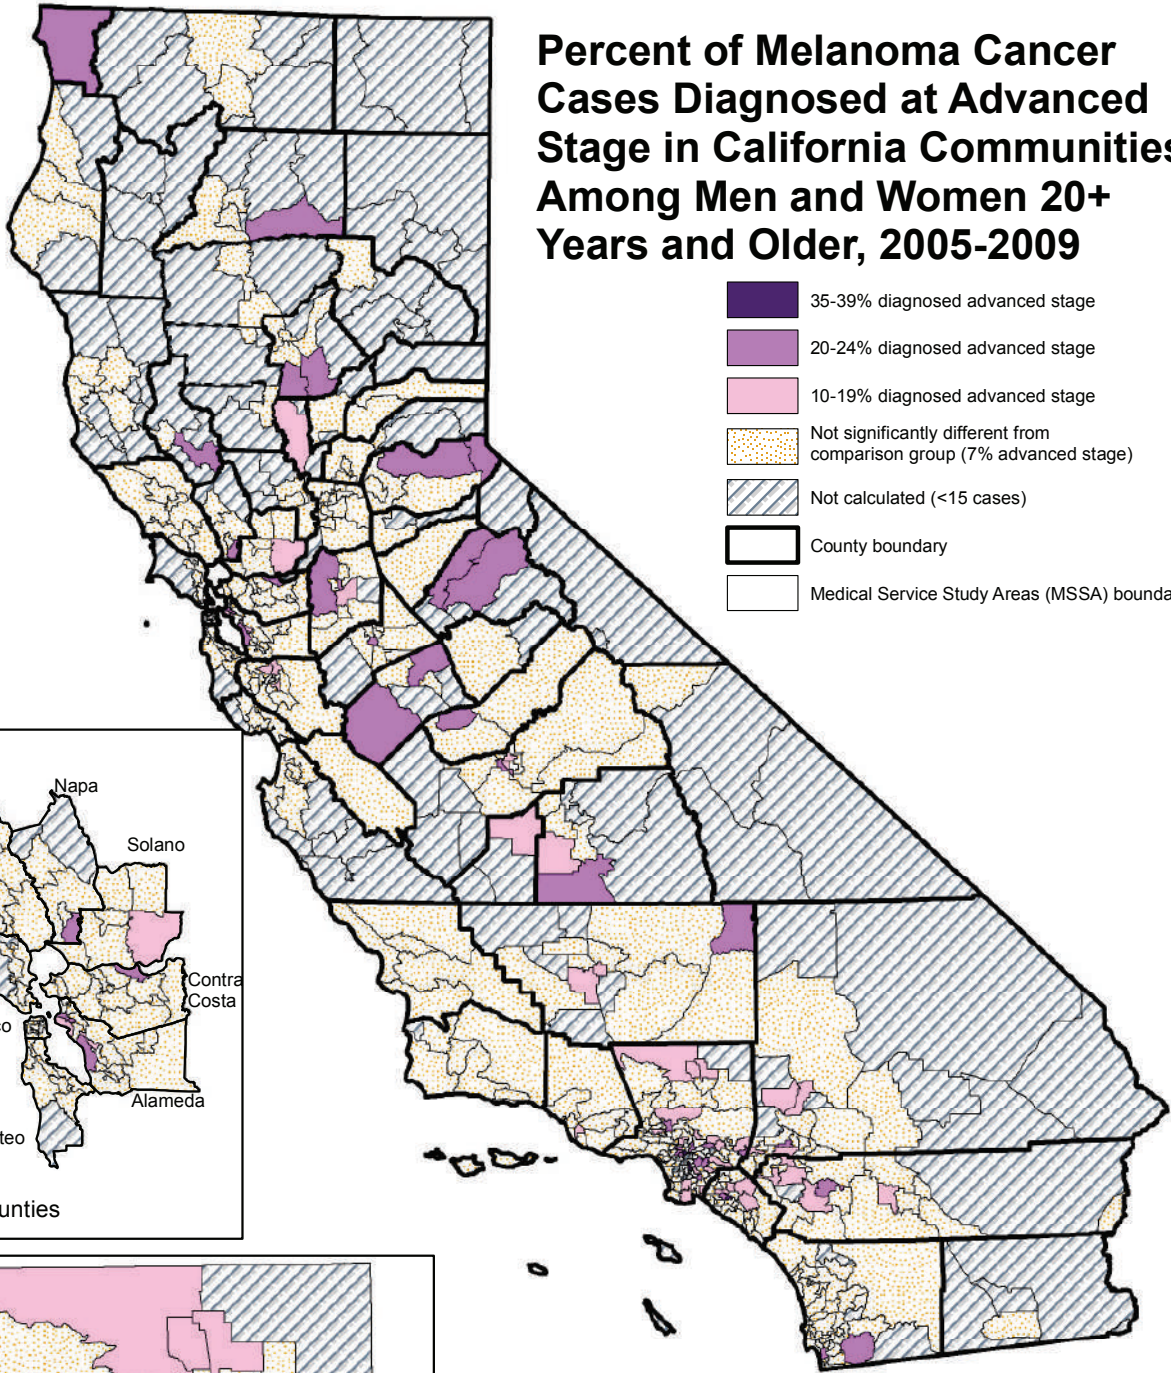 Percent of Melanoma Cancer
Cases Diagnosed at Advanced
Stage in California Communities
Among Men and Women 20+
Years and Older, 2005-2009
35-39% diagnosed advanced stage
20-24% diagnosed advanced stage
10-19% diagnosed advanced stage
Not significantly different from
comparison group (7% advanced stage)
Not calculated (<15 cases)
County boundary
Medical Service Study Areas (MSSA)
Napa
Solano
Contra
Costa
Alameda